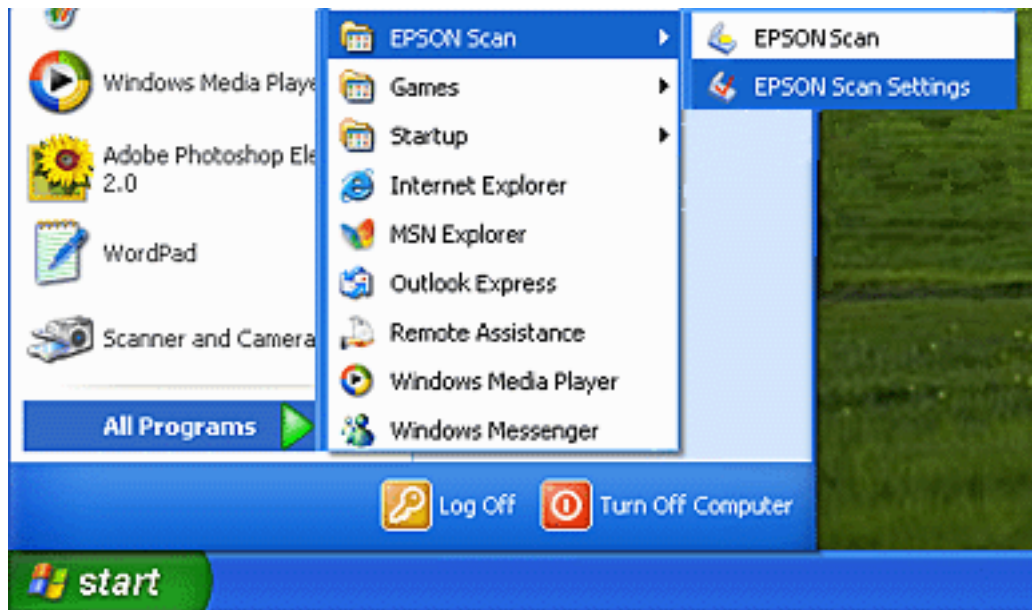 Windows Media Playe
Adobe Photoshop Ele
2.0
WordPad
Scanner and Camera
All Programs
EPSON Scan
Games
Startup
Internet Explorer
MSN Explorer
Outlook Express
Remote Assistance
Windows Media Player
Windows Messenger
EPSON Scan
EPSON Scan Settings
Log Off
Turn Off Computer
start